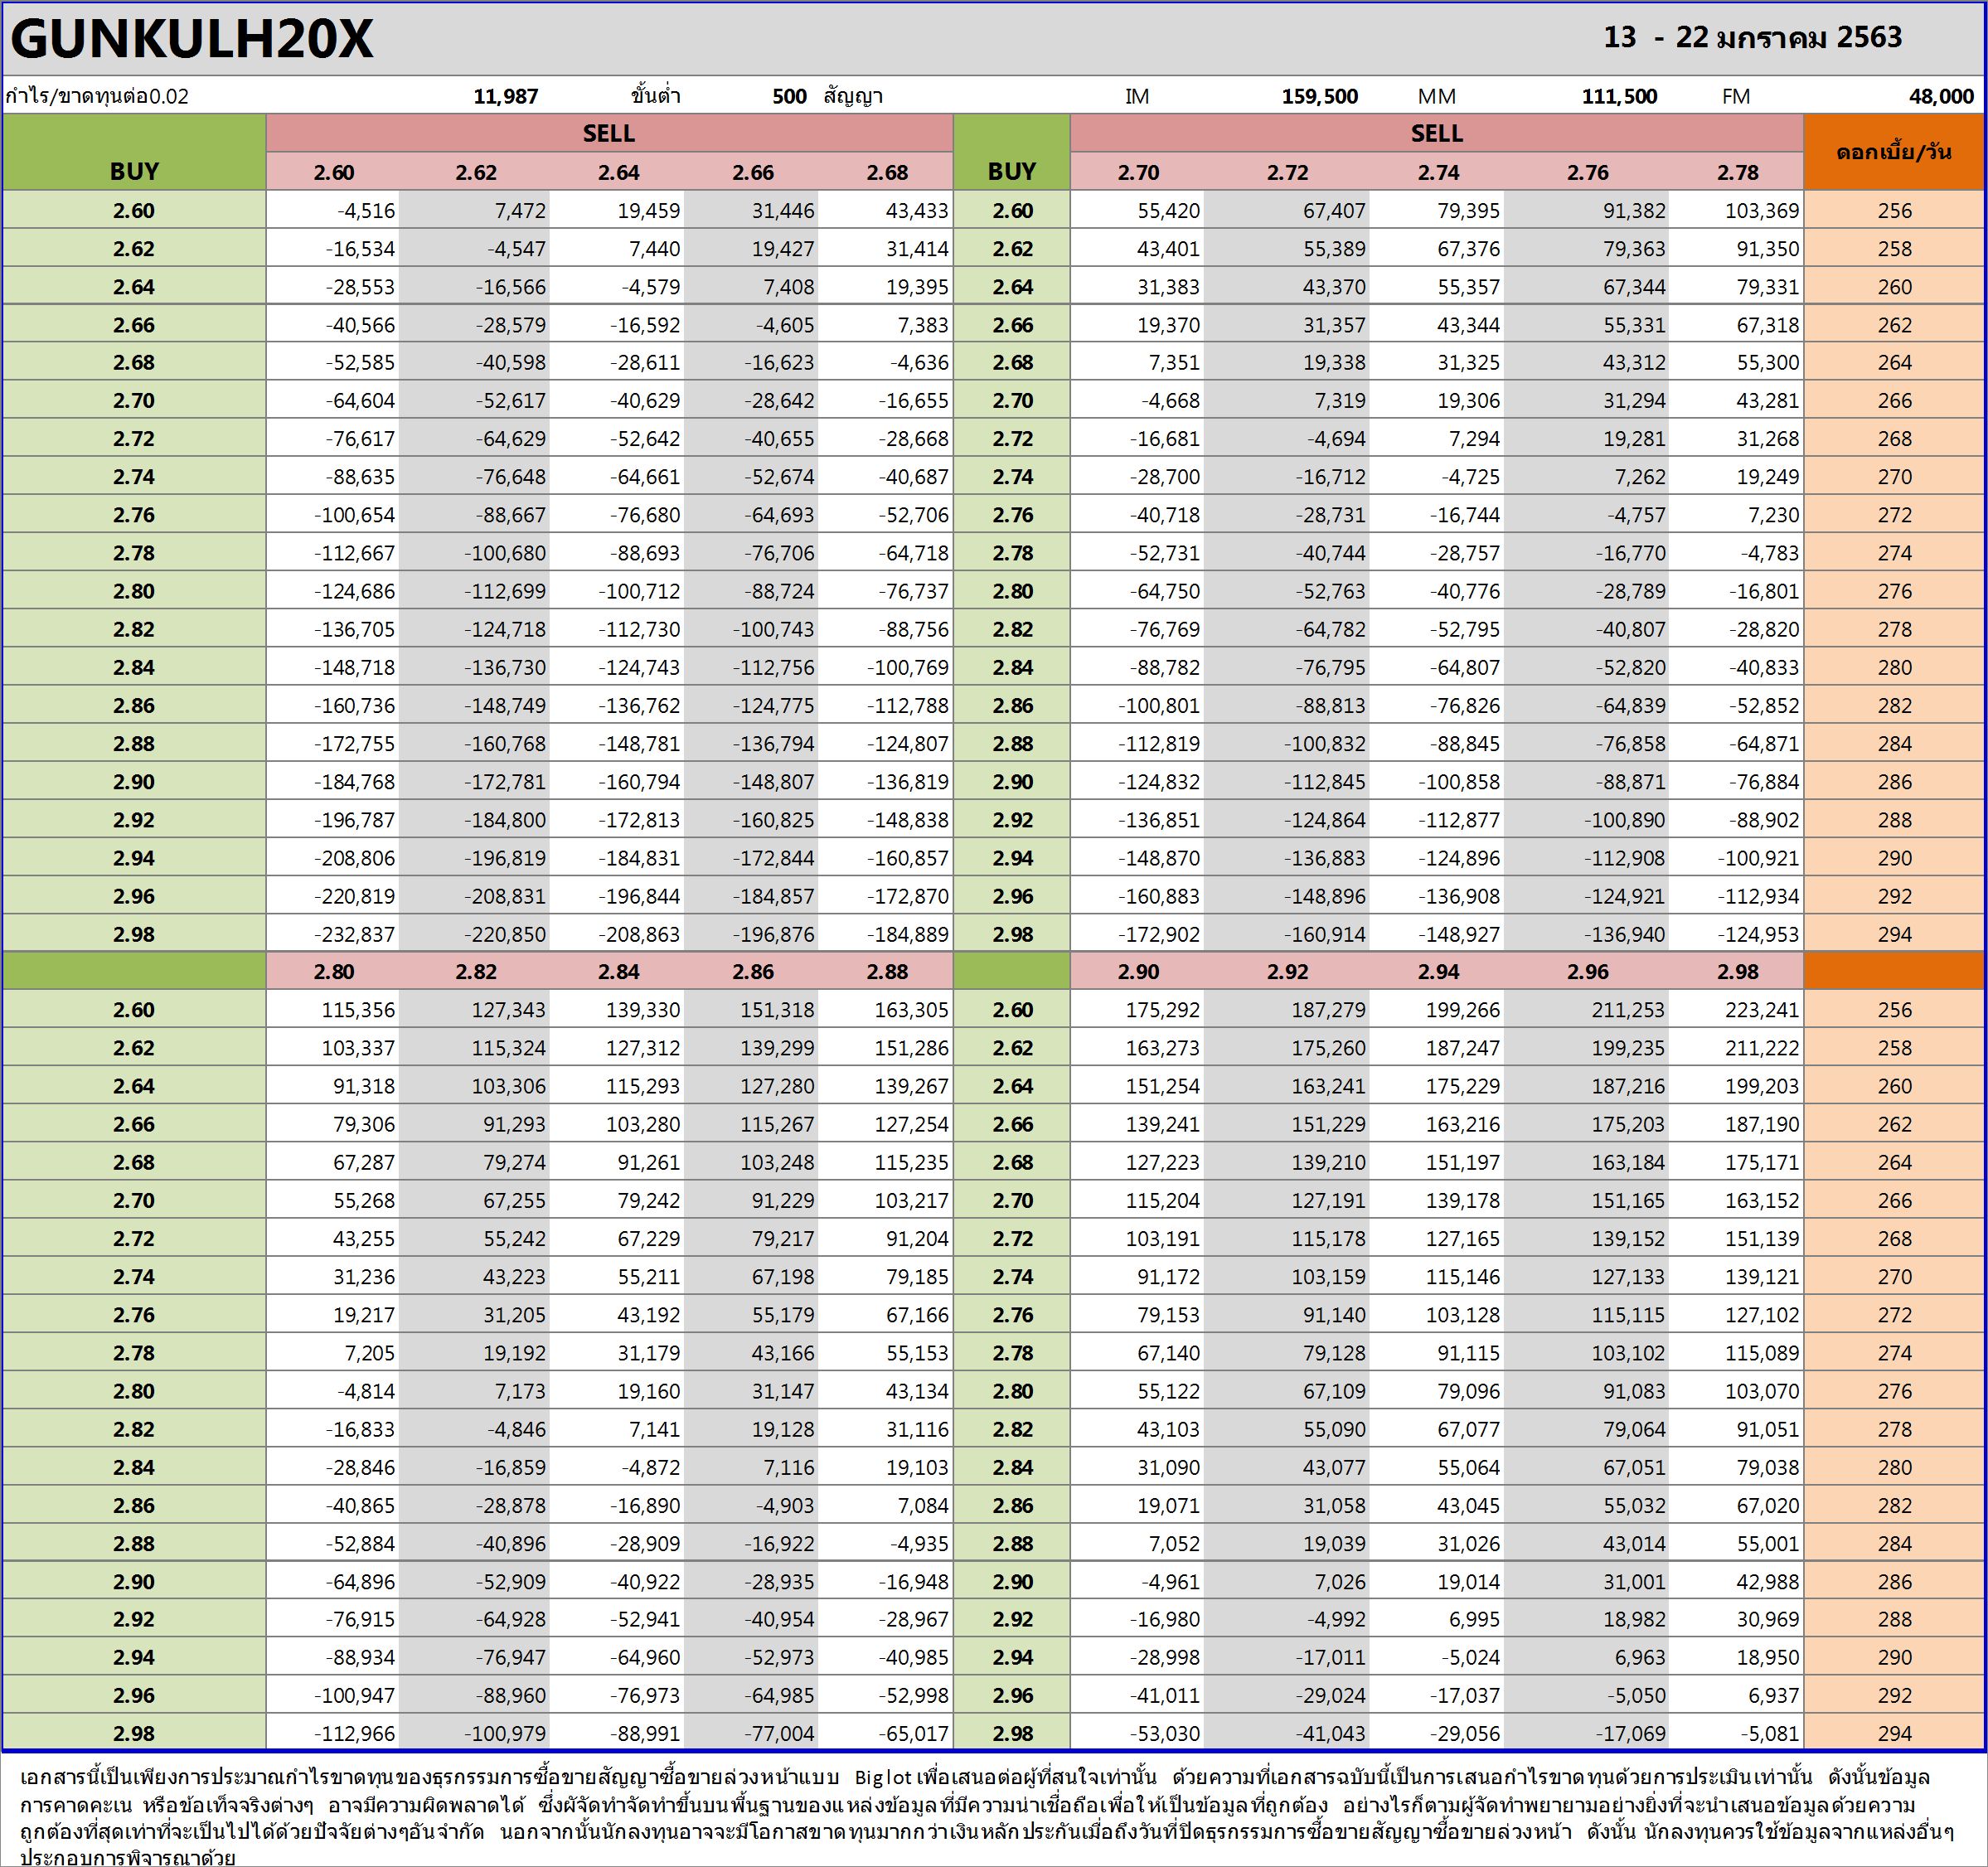 GUNKULH20X 13 - 22 มกราคม 2563
กำไร/ขาดทุนต่อ0.02 11,987 ขั้นต่ำ 500 สัญญา IM 159,500 MM 111,500 FM 48,000
SELL SELL ดอกเบี้ย/วัน
BUY 2.60 2.62 2.64 2.66 2.68 BUY 2.70 2.72 2.74 2.76 2.78
2.60 -4,516 7,472 19,459 31,446 43,433 2.60 55,420 67,407 79,395 91,382 103,369 256
2.62 -16,534 -4,547 7,440 19,427 31,414 2.62 43,401 55,389 67,376 79,363 91,350 258
2.64 -28,553 -16,566 -4,579 7,408 19,395 2.64 31,383 43,370 55,357 67,344 79,331 260
2.66 -40,566 -28,579 -16,592 -4,605 7,383 2.66 19,370 31,357 43,344 55,331 67,318 262
2.68 -52,585 -40,598 -28,611 -16,623 -4,636 2.68 7,351 19,338 31,325 43,312 55,300 264
2.70 -64,604 -52,617 -40,629 -28,642 -16,655 2.70 -4,668 7,319 19,306 31,294 43,281 266
2.72 -76,617 -64,629 -52,642 -40,655 -28,668 2.72 -16,681 -4,694 7,294 19,281 31,268 268
2.74 -88,635 -76,648 -64,661 -52,674 -40,687 2.74 -28,700 -16,712 -4,725 7,262 19,249 270
2.76 -100,654 -88,667 -76,680 -64,693 -52,706 2.76 -40,718 -28,731 -16,744 -4,757 7,230 272
2.78 -112,667 -100,680 -88,693 -76,706 -64,718 2.78 -52,731 -40,744 -28,757 -16,770 -4,783 274
2.80 -124,686 -112,699 -100,712 -88,724 -76,737 2.80 -64,750 -52,763 -40,776 -28,789 -16,801 276
2.82 -136,705 -124,718 -112,730 -100,743 -88,756 2.82 -76,769 -64,782 -52,795 -40,807 -28,820 278
2.84 -148,718 -136,730 -124,743 -112,756 -100,769 2.84 -88,782 -76,795 -64,807 -52,820 -40,833 280
2.86 -160,736 -148,749 -136,762 -124,775 -112,788 2.86 -100,801 -88,813 -76,826 -64,839 -52,852 282
2.88 -172,755 -160,768 -148,781 -136,794 -124,807 2.88 -112,819 -100,832 -88,845 -76,858 -64,871 284
2.90 -184,768 -172,781 -160,794 -148,807 -136,819 2.90 -124,832 -112,845 -100,858 -88,871 -76,884 286
2.92 -196,787 -184,800 -172,813 -160,825 -148,838 2.92 -136,851 -124,864 -112,877 -100,890 -88,902 288
2.94 -208,806 -196,819 -184,831 -172,844 -160,857 2.94 -148,870 -136,883 -124,896 -112,908 -100,921 290
2.96 -220,819 -208,831 -196,844 -184,857 -172,870 2.96 -160,883 -148,896 -136,908 -124,921 -112,934 292
2.98 -232,837 -220,850 -208,863 -196,876 -184,889 2.98 -172,902 -160,914 -148,927 -136,940 -124,953 294
2.80 2.82 2.84 2.86 2.88 2.90 2.92 2.94 2.96 2.98
2.60 115,356 127,343 139,330 151,318 163,305 2.60 175,292 187,279 199,266 211,253 223,241 256
2.62 103,337 115,324 127,312 139,299 151,286 2.62 163,273 175,260 187,247 199,235 211,222 258
2.64 91,318 103,306 115,293 127,280 139,267 2.64 151,254 163,241 175,229 187,216 199,203 260
2.66 79,306 91,293 103,280 115,267 127,254 2.66 139,241 151,229 163,216 175,203 187,190 262
2.68 67,287 79,274 91,261 103,248 115,235 2.68 127,223 139,210 151,197 163,184 175,171 264
2.70 55,268 67,255 79,242 91,229 103,217 2.70 115,204 127,191 139,178 151,165 163,152 266
2.72 43,255 55,242 67,229 79,217 91,204 2.72 103,191 115,178 127,165 139,152 151,139 268
2.74 31,236 43,223 55,211 67,198 79,185 2.74 91,172 103,159 115,146 127,133 139,121 270
2.76 19,217 31,205 43,192 55,179 67,166 2.76 79,153 91,140 103,128 115,115 127,102 272
2.78 7,205 19,192 31,179 43,166 55,153 2.78 67,140 79,128 91,115 103,102 115,089 274
2.80 -4,814 7,173 19,160 31,147 43,134 2.80 55,122 67,109 79,096 91,083 103,070 276
2.82 -16,833 -4,846 7,141 19,128 31,116 2.82 43,103 55,090 67,077 79,064 91,051 278
2.84 -28,846 -16,859 -4,872 7,116 19,103 2.84 31,090 43,077 55,064 67,051 79,038 280
2.86 -40,865 -28,878 -16,890 -4,903 7,084 2.86 19,071 31,058 43,045 55,032 67,020 282
2.88 -52,884 -40,896 -28,909 -16,922 -4,935 2.88 7,052 19,039 31,026 43,014 55,001 284
2.90 -64,896 -52,909 -40,922 -28,935 -16,948 2.90 -4,961 7,026 19,014 31,001 42,988 286
2.92 -76,915 -64,928 -52,941 -40,954 -28,967 2.92 -16,980 -4,992 6,995 18,982 30,969 288
2.94 -88,934 -76,947 -64,960 -52,973 -40,985 2.94 -28,998 -17,011 -5,024 6,963 18,950 290
2.96 -100,947 -88,960 -76,973 -64,985 -52,998 2.96 -41,011 -29,024 -17,037 -5,050 6,937 292
2.98 -112,966 -100,979 -88,991 -77,004 -65,017 2.98 -53,030 -41,043 -29,056 -17,069 -5,081 294
เอกสารนี้เป็นเพียงการประมาณกำไรขาดทุนของธุรกรรมการซื้อขายสัญญาซื้อขายล่วงหน้าแบบ Biglot เพื่อเสนอต่อผู้ที่สนใจเท่านั้น ด้วยความที่เอกสารฉบับนี้เป็นการเสนอกำไรขาดทุนด้วยการประเมินเท่านั้น ดังนั้นข้อมูล
การคาดคะเน หรือข้อเท็จจริงต่างๆ อาจมีความผิดพลาดได้ ซึ่งผัจัดทำจัดทำขึ้นบนพื้นฐานของแหล่งข้อมูลที่มีความน่าเชื่อถือเพื่อให้เป็นข้อมูลที่ถูกต้อง อย่างไรก็ตามผู้จัดทำพยายามอย่างยิ่งที่จะนำเสนอข้อมูลด้วยความ
ถูกต้องที่สุดเท่าที่จะเป็นไปได้ด้วยปัจจัยต่างๆอันจำกัด นอกจากนั้นนักลงทุนอาจจะมีโอกาสขาดทุนมากกว่าเงินหลักประกันเมื่อถึงวันที่ปิดธุรกรรมการซื้อขายสัญญาซื้อขายล่วงหน้า ดังนั้น นักลงทุนควรใช้ข้อมูลจากแหล่งอื่นๆ
ประกอบการพิจารณาด้วย